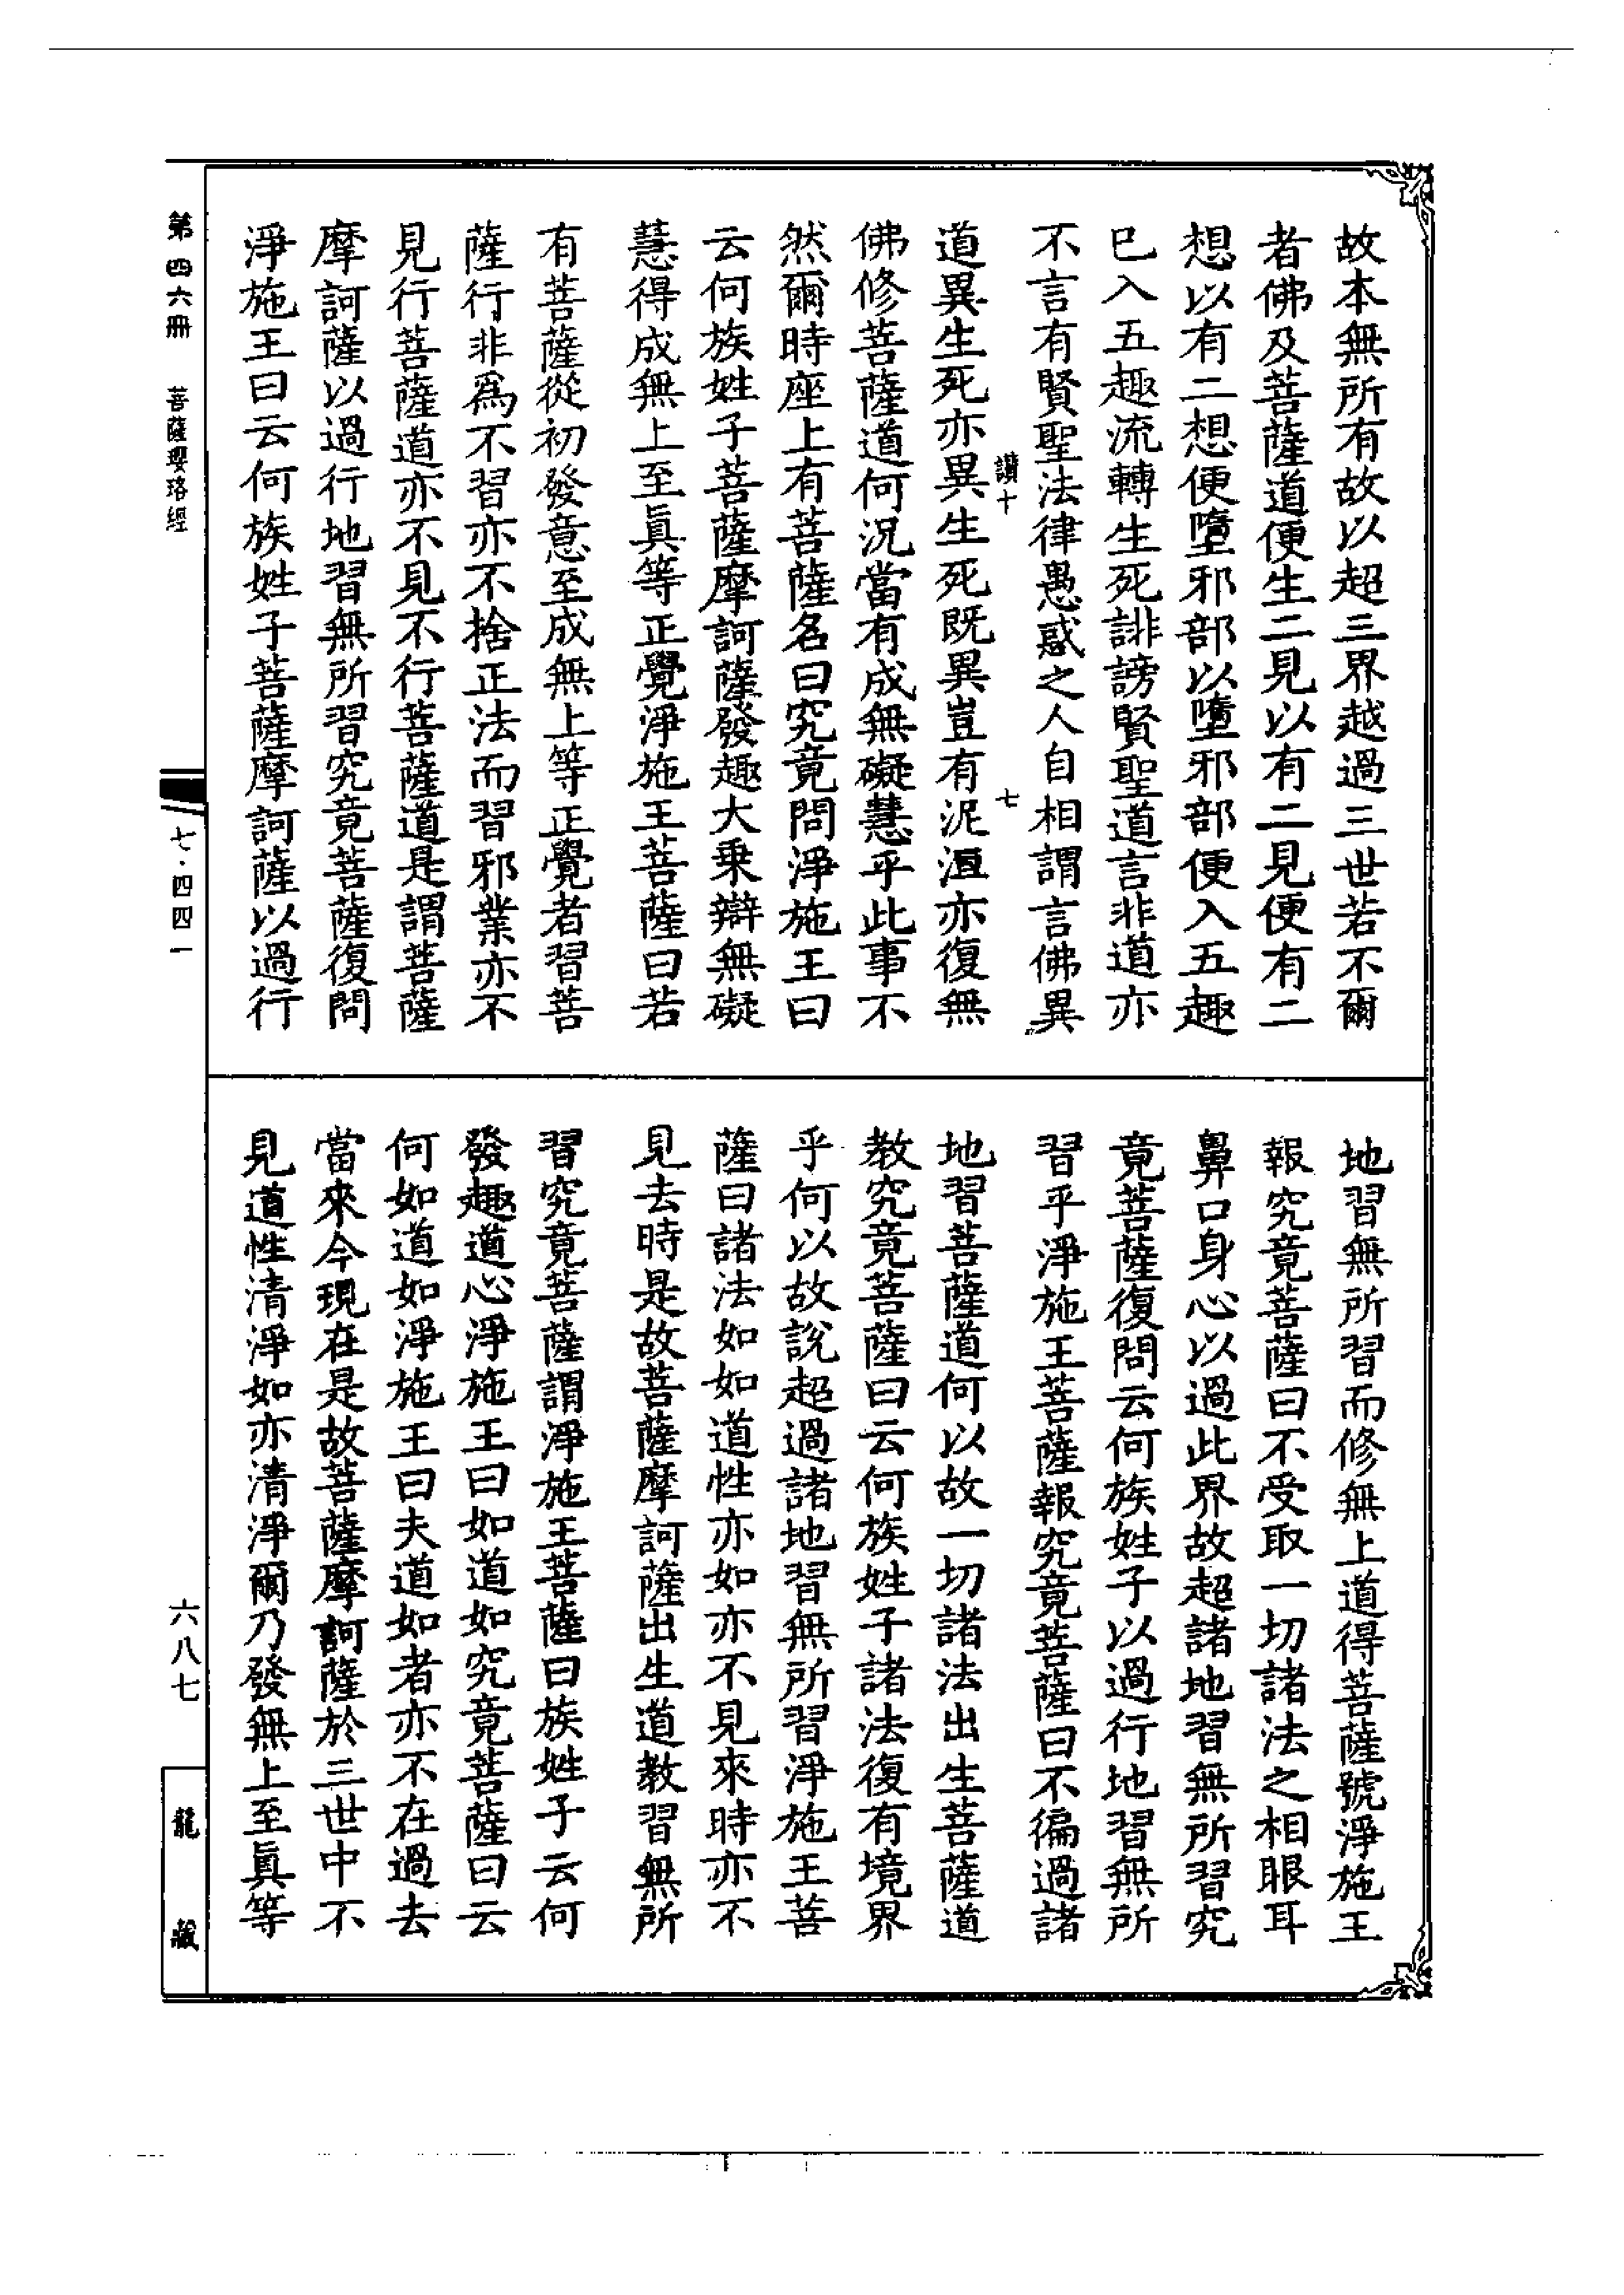 故本無所有故以超三界越過三世若不爾
者佛及菩薩道便生二見以有二見便有二
想以有二想便墮邪部以墮邪部便入五趣
已入五趣流轉生死誹謗賢聖道言非道亦
不言有賢聖法律愚惑之人自相謂言佛異
讚十 七
道異生死亦異生死既異豈有泥洹亦復無
佛修菩薩道何況當有成無礙慧乎此事不
然爾時座上有菩薩名曰究竟問淨施王曰
云何族姓子菩薩摩訶薩發趣大乘辯無礙
慧得成無上至眞等正覺淨施王菩薩曰若
有菩薩從初發意至成無上等正覺者習菩
薩行非為不習亦不捨正法而習邪業亦不
見行菩薩道亦不見不行菩薩道是謂菩薩
摩訶薩以過行地習無所習究竟菩薩復問
淨施王曰云何族姓子菩薩摩訶薩以過行
地習無所習而修無上道得菩薩號淨施王
報究竟菩薩曰不受取一切諸法之相眼耳
鼻口身心以過此界故超諸地習無所習究
竟菩薩復問云何族姓子以過行地習無所
習乎淨施王菩薩報究竟菩薩曰不徧過諸
地習菩薩道何以故一切諸法出生菩薩道
教究竟菩薩曰云何族姓子諸法復有境界
乎何以故說超過諸地習無所習淨施王菩
薩曰諸法如如道性亦如亦不見來時亦不
見去時是故菩薩摩訶薩出生道教習無所
習究竟菩薩謂淨施王菩薩曰族姓子云何
發趣道心淨施王曰如道如究竟菩薩曰云
何如道如淨施王曰夫道如者亦不在過去
當來今現在是故菩薩摩訶薩於三世中不
見道性清淨如亦清淨爾乃發無上至眞等
第四六冊 菩薩瓔珞經
七·四四一
六八七
龍藏